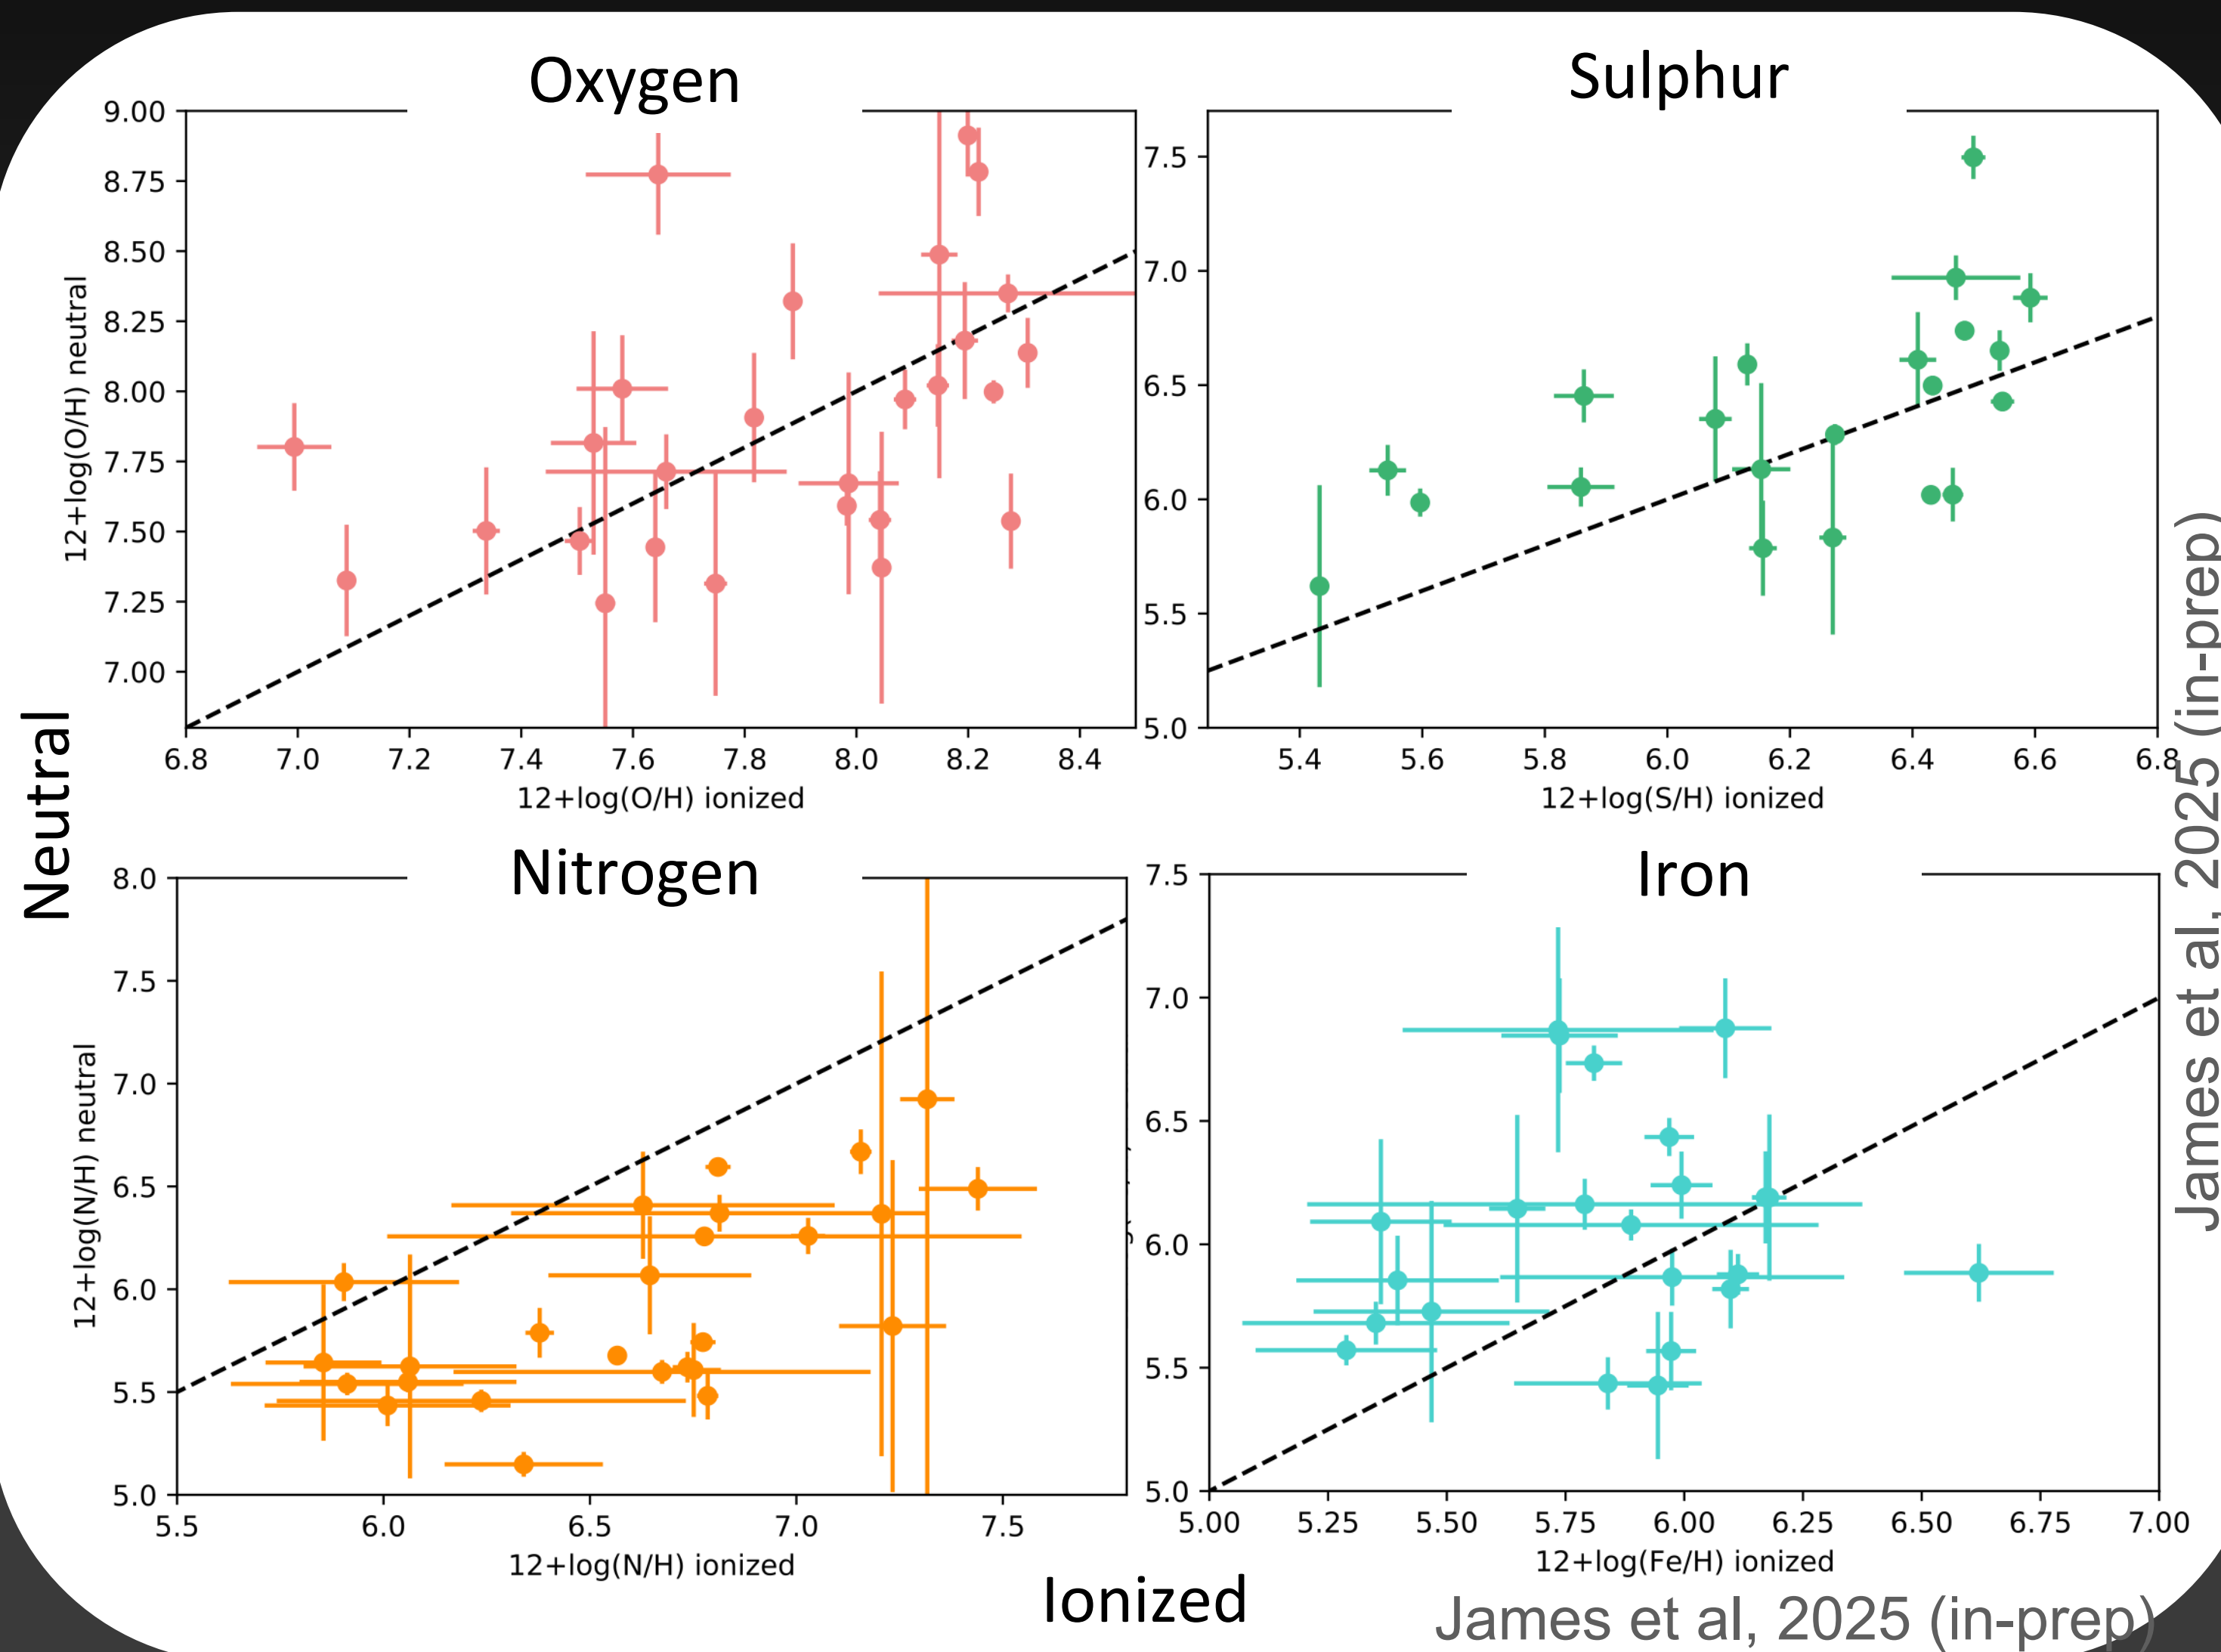 Oxygen
Sulphur
9.00
8.75
8.50
8.25
8.00
7.75
7.50
7.25
7.00
12+log(O/H) neutral
6.8 7.0 7.2 7.4 7.6 7.8 8.0 8.2 8.4
12+log(O/H) ionized
7.5
7.0
6.5
6.0
5.5
5.0
5.4 5.6 5.8 6.0 6.2 6.4 6.6 6.8
12+log(S/H) ionized
Neutral
Nitrogen
Iron
8.0
7.5
7.0
6.5
6.0
5.5
5.0
12+log(N/H) neutral
5.5 6.0 6.5 7.0 7.5
12+log(N/H) ionized
7.5
7.0
6.5
6.0
5.5
5.0
5.00 5.25 5.50 5.75 6.00 6.25 6.50 6.75 7.00
12+log(Fe/H) ionized
Ionized
James et al, 2025 (in-prep)
James et al, 2025 (in-prep)